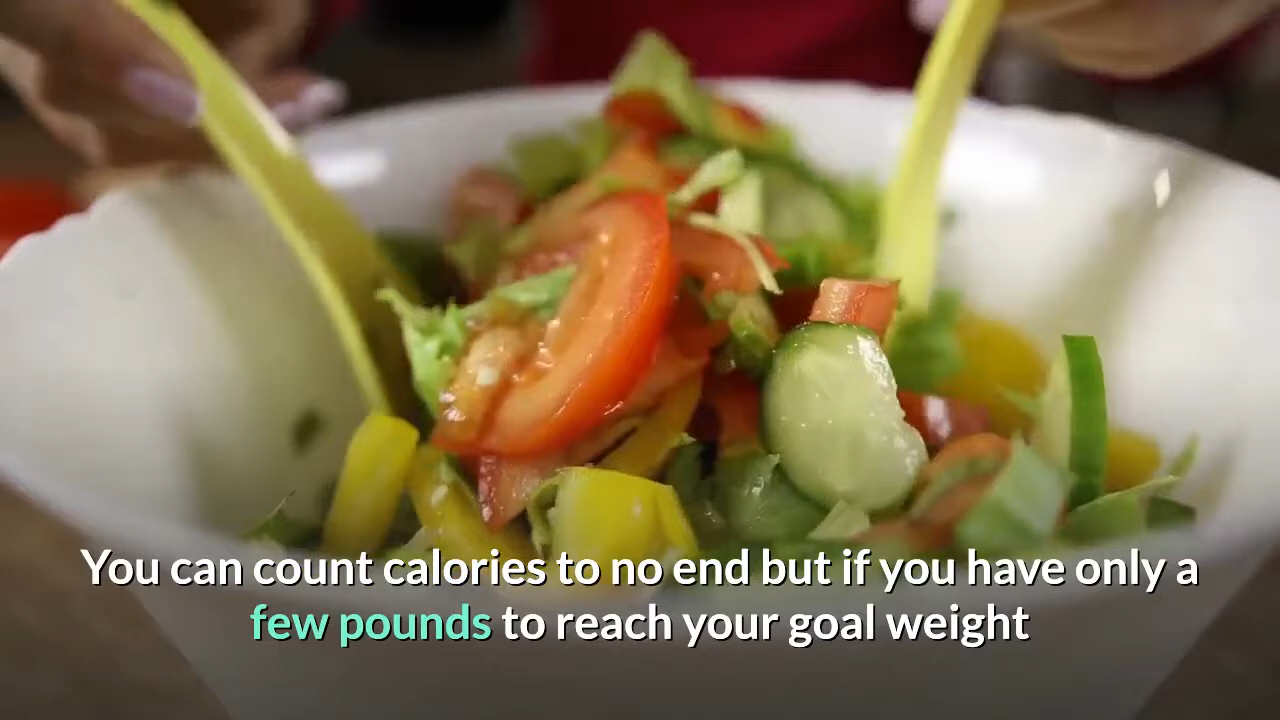 You can count calories to no end but if you have only a
few pounds to reach your goal weight